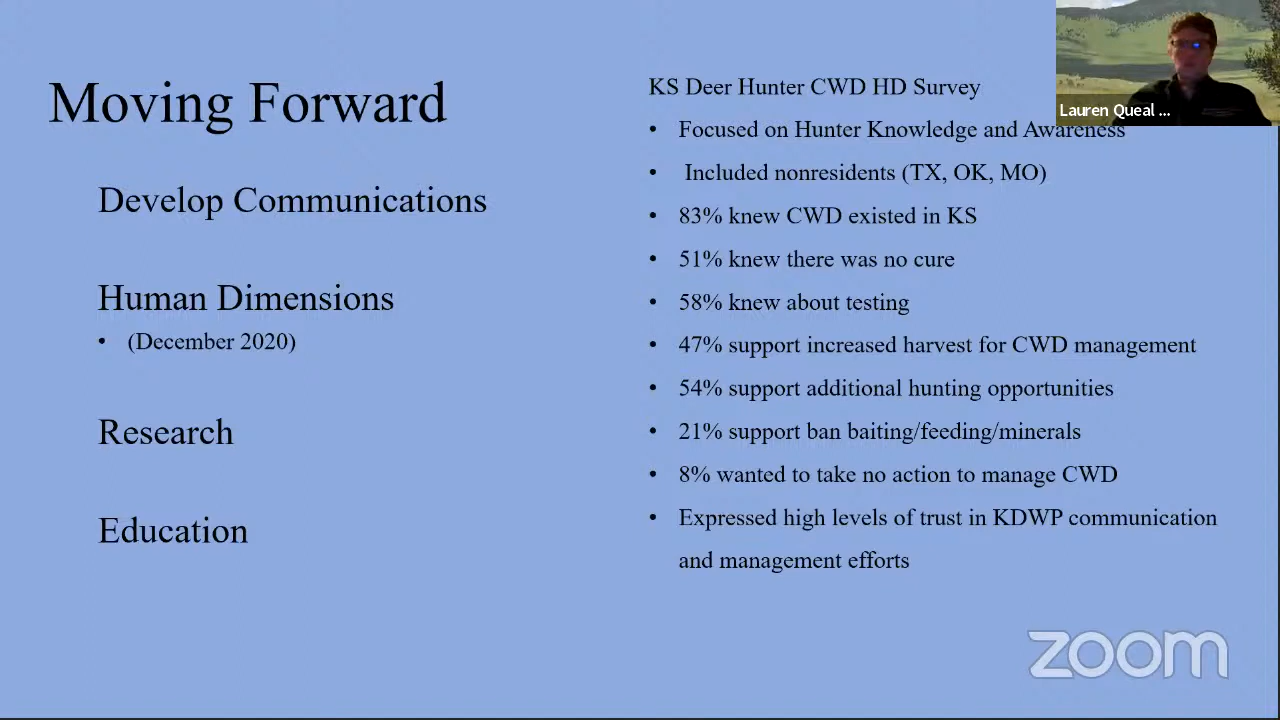 Moving Forward
Develop Communications
Human Dimensions
• (December 2020)
Research
Education
KS Deer Hunter CWD HD Survey
• Focused on Hunter Knowledge and Awareness
• Included nonresidents (TX, OK, MO)
• 83% knew CWD existed in KS
• 51% knew there was no cure
• 58% knew about testing
• 47% support increased harvest for CWD management
• 54% support additional hunting opportunities
• 21% support ban baiting/feeding/minerals
• 8% wanted to take no action to manage CWD
• Expressed high levels of trust in KDWP communication
and management efforts
Lauren Queal ...
zoom